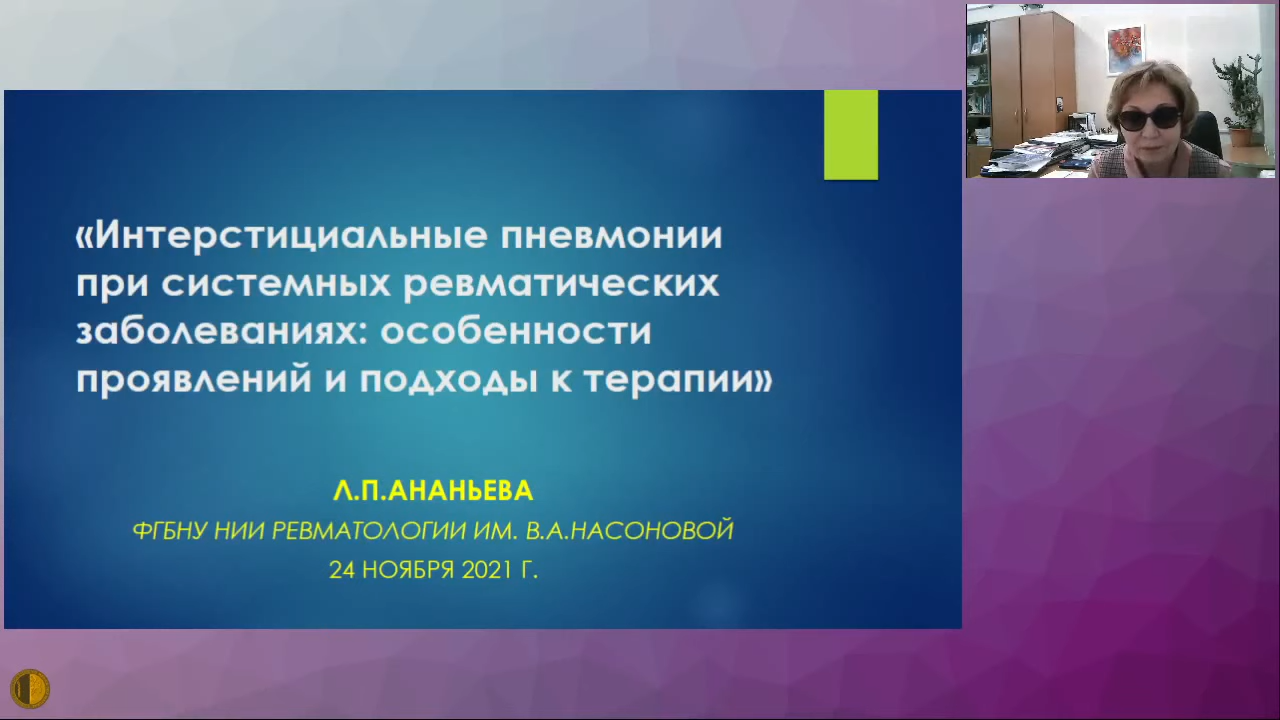 «Интерстициальные пневмонии
при системных ревматических
заболеваниях: особенности
проявлений и подходы к терапии»
Л.П.АНАНЬЕВА
ФГБНУ НИИ РЕВМАТОЛОГИИ ИМ. В.А.НАСОНОВОЙ
24 НОЯБРЯ 2021 Г.